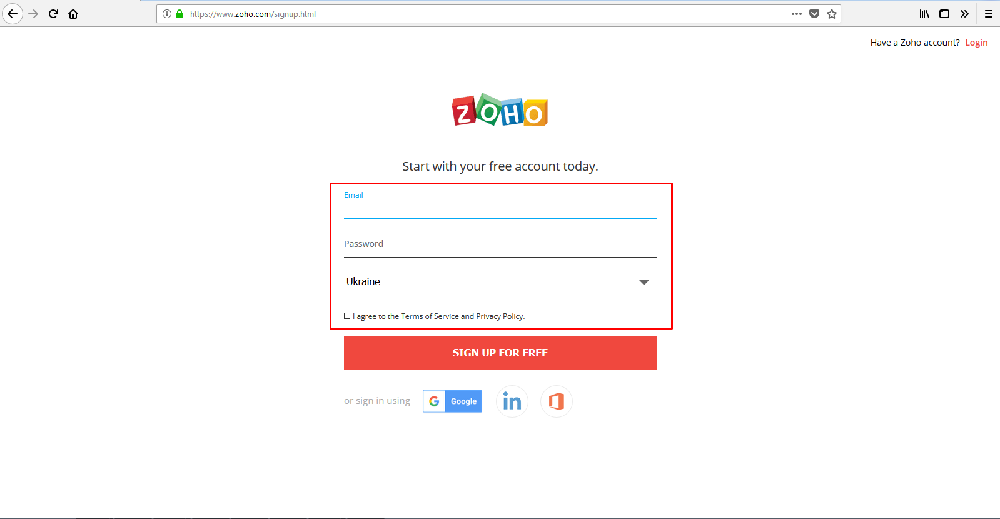 https://www.zoho.com/signup.html
Have a Zoho account? Login
ZOHO
Start with your free account today.
Email
Password
Ukraine
I agree to the Terms of Service and Privacy Policy.
SIGN UP FOR FREE
or sign in using G Google in